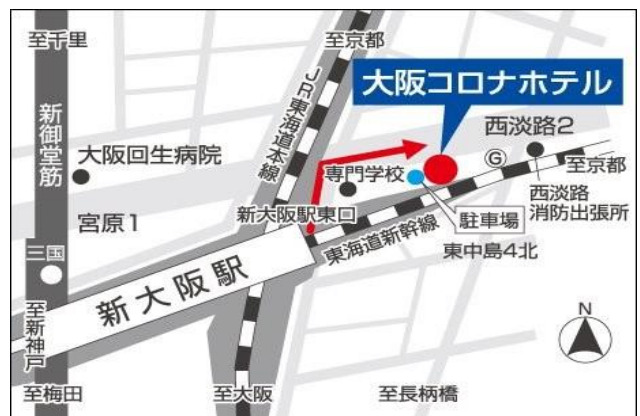 至千里
至京都
新御堂筋
JR東海道本線
大阪コロナホテル
大阪回生病院
西淡路2
G
至京都
専門学校
西淡路
消防出張所
宮原1
新大阪駅東口
駐車場
東海道新幹線
東中島4北
三国
新大阪駅
至新神戸
N
至梅田
至大阪
至長柄橋